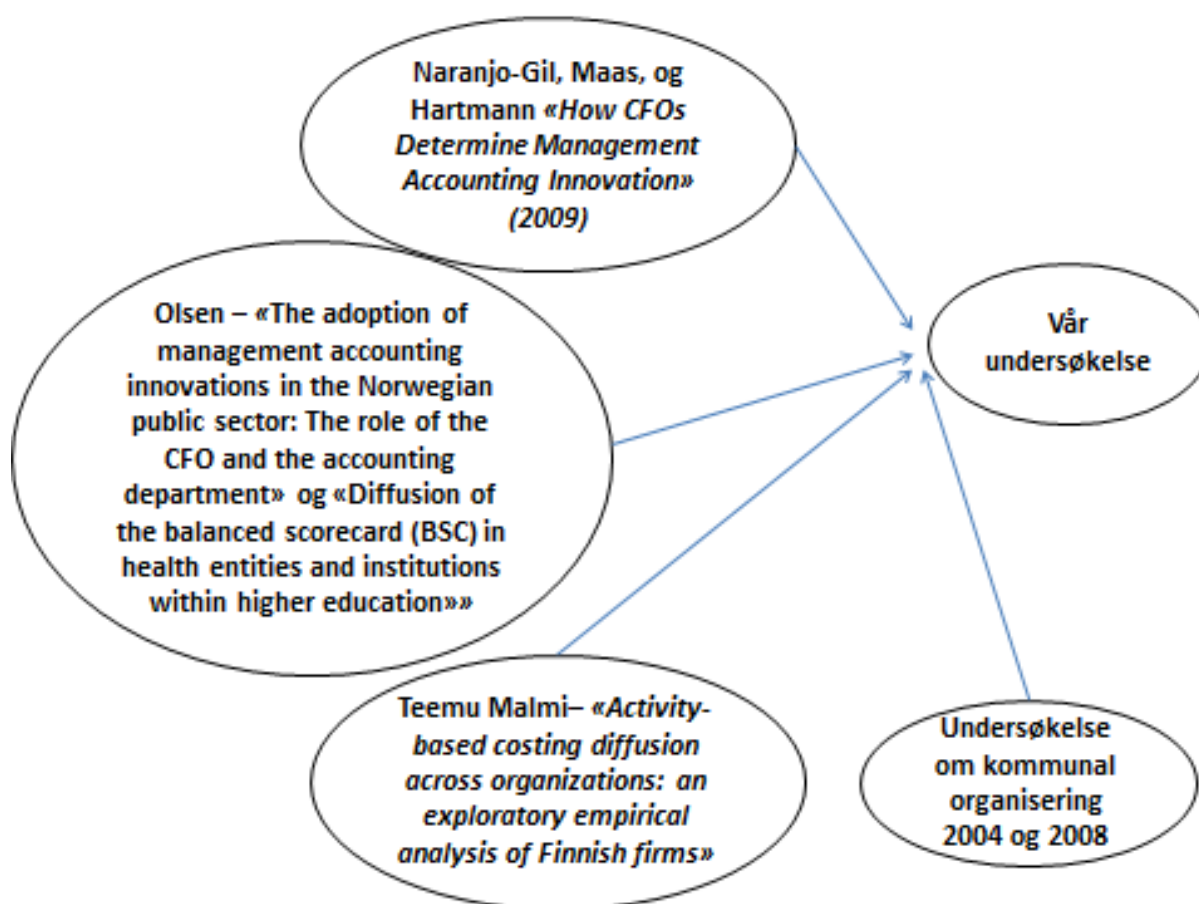 Naranjo-Gil, Maas, og
Hartmann «How CFOs
Determine Management
Accounting Innovation»
(2009)
Olsen – «The adoption of
management accounting
innovations in the Norwegian
public sector: The role of the
CFO and the accounting
department» og «Diffusion of
the balanced scorecard (BSC) in
health entities and institutions
within higher education»»
Vår
undersøkelse
Teemu Malmi– «Activity-
based costing diffusion
across organizations: an
exploratory empirical
analysis of Finnish firms»
Undersøkelse
om kommunal
organisering
2004 og 2008